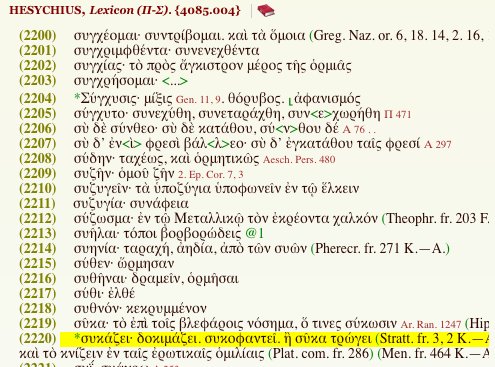 HESYCHIUS, Lexicon (Π-Σ). {4085.004}
(2200) συγχέομαι· συντρίβομαι. καὶ τὰ ὅμοια (Greg. Naz. or. 6, 18. 14, 2. 16,
(2201) συγχριμφθέντα· συνενεχθέντα
(2202) συγχίας· τὸ πρὸς ἄγκιστρον μέρος τῆς ὁρμιᾶς
(2203) συγχρήσομαι· <...>
(2204) *Σύγχυσις· μίξις Gen. 11, 9. θόρυβος. ⸤ἀφανισμός
(2205) σύγχυτο· συνεχύθη, συνεταράχθη, συν<ε>χωρήθη Π 471
(2206) σὺ δὲ σύνθεο· σὺ δὲ κατάθου, σύ<ν>θου δέ Α 76 . .
(2207) σὺ δ’ ἐν<ὶ> φρεσὶ βάλ<λ>εο· σὺ δ’ ἐγκατάθου ταῖς φρεσί Α 297
(2208) σύδην· ταχέως, καὶ ὁρμητικῶς Aesch. Pers. 480
(2209) συζῆν· ὁμοῦ ζῆν 2. Ep. Cor. 7, 3
(2210) συζυγεῖν· τὰ ὑποζύγια ὑποφωνεῖν ἐν τῷ ἕλκειν
(2211) συζυγία· συνάφεια
(2212) σύζωσμα· ἐν τῷ Μεταλλικῷ τὸν ἐκρέοντα χαλκόν (Theophr. fr. 203 F.
(2213) συῆλαι· τόποι βορβορώδεις @1
(2214) συηνία· ταραχή, ἀηδία, ἀπὸ τῶν συῶν (Pherecr. fr. 271 K.—A.)
(2215) σύθεν· ὥρμησαν
(2216) συθῆναι· δραμεῖν, ὁρμῆσαι
(2217) σύθι· ἐλθέ
(2218) συθνόν· κεκρυμμένον
(2219) σῦκα· τὸ ἐπὶ τοῖς βλεφάροις νόσημα, ὅ τινες σύκωσιν Ar. Ran. 1247 (Hip
(2220) *συκάζει· δοκιμάζει. συκοφαντεῖ. ἢ σῦκα τρώγει (Stratt. fr. 3, 2 K.—A
καὶ τὸ κνίζειν ἐν ταῖς ἐρωτικαῖς ὁμιλίαις (Plat. com. fr. 286) (Men. fr. 464 K.—A